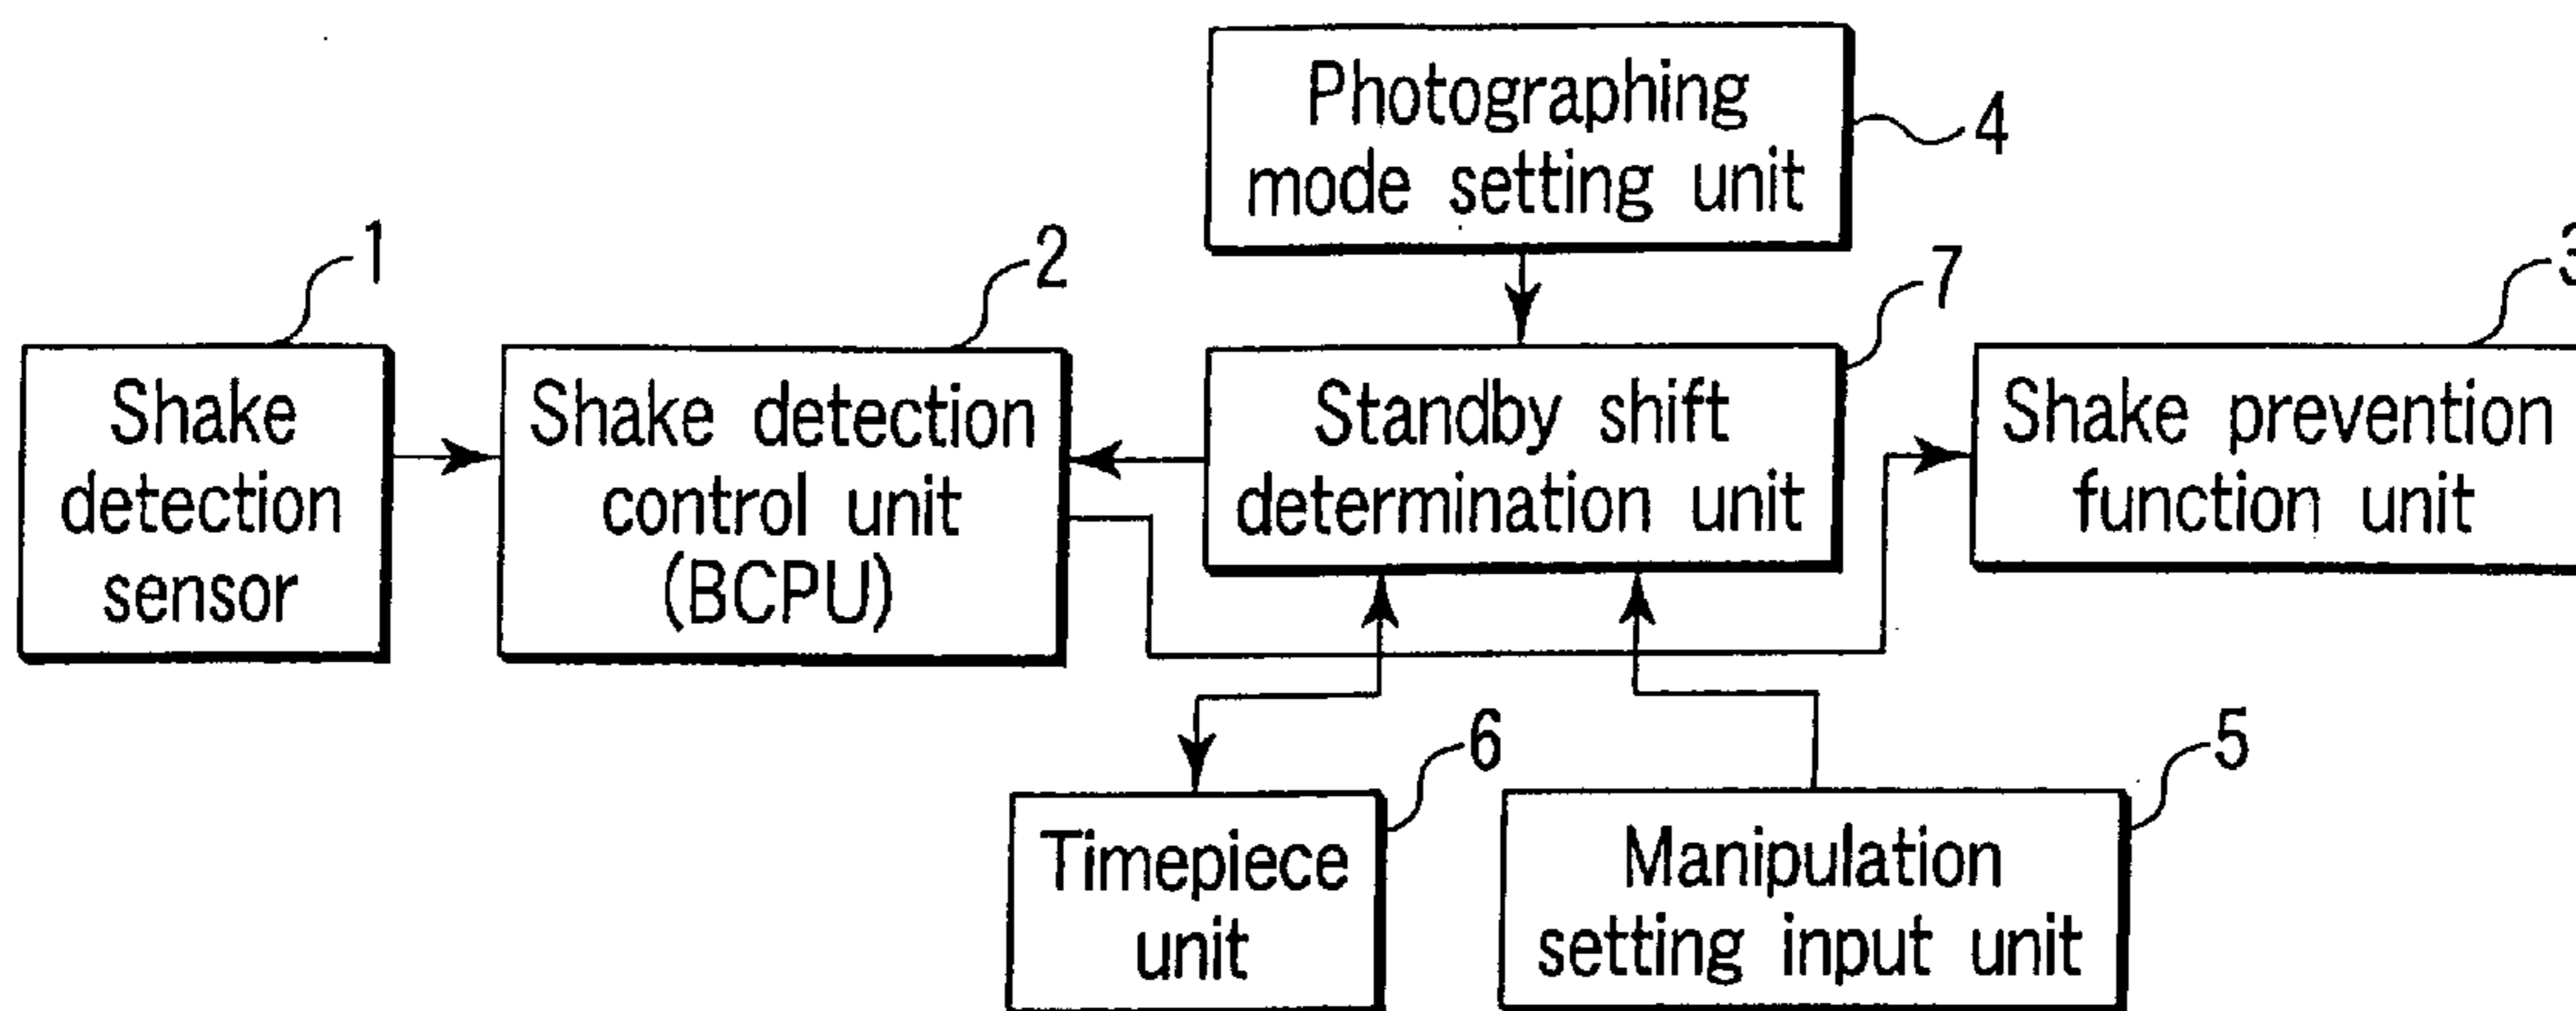 Photographing
mode setting unit
4
1
2
7
3
Shake
detection
sensor
Shake detection
control unit
(BCPU)
Standby shift
determination unit
Shake prevention
function unit
6
5
Timepiece
unit
Manipulation
setting input unit